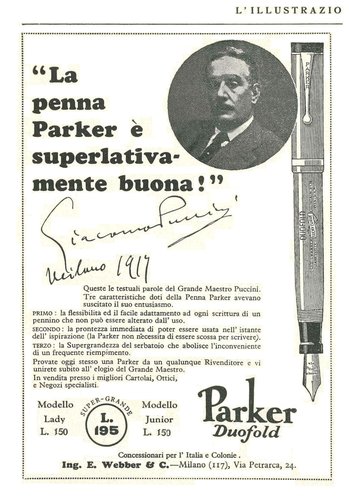 L'ILLUSTRAZIO
“La
penna
Parker è
superlativa-
mente buona!”
Giacomo Puccini
Milano 1917
Queste le testuali parole del Grande Maestro Puccini.
Tre caratteristiche doti della Penna Parker avevano
suscitato il suo entusiasmo.
PRIMO : la flessibilità ed il facile adattamento ad ogni scrittura di un
pennino che non può essere alterato dall' uso.
SECONDO : la prontezza immediata di poter essere usata nell' istante
dell' ispirazione (la Parker non necessita di essere scossa per scrivere).
TERZO : la Supergrandezza del serbatoio che abolisce l'inconveniente
di un frequente riempimento.
Provate oggi stesso una Parker da un qualunque Rivenditore e vi
unirete subito all' elogio del Grande Maestro.
In vendita presso i migliori Cartolai, Ottici,
e Negozi specialisti.
Modello
Lady
L. 150
SUPER-GRANDE
L.
195
Modello
Junior
L. 150
Parker
Duofold
Concessionari per l' Italia e Colonie.
Ing. E. Webber & C.—Milano (117), Via Petrarca, 24.